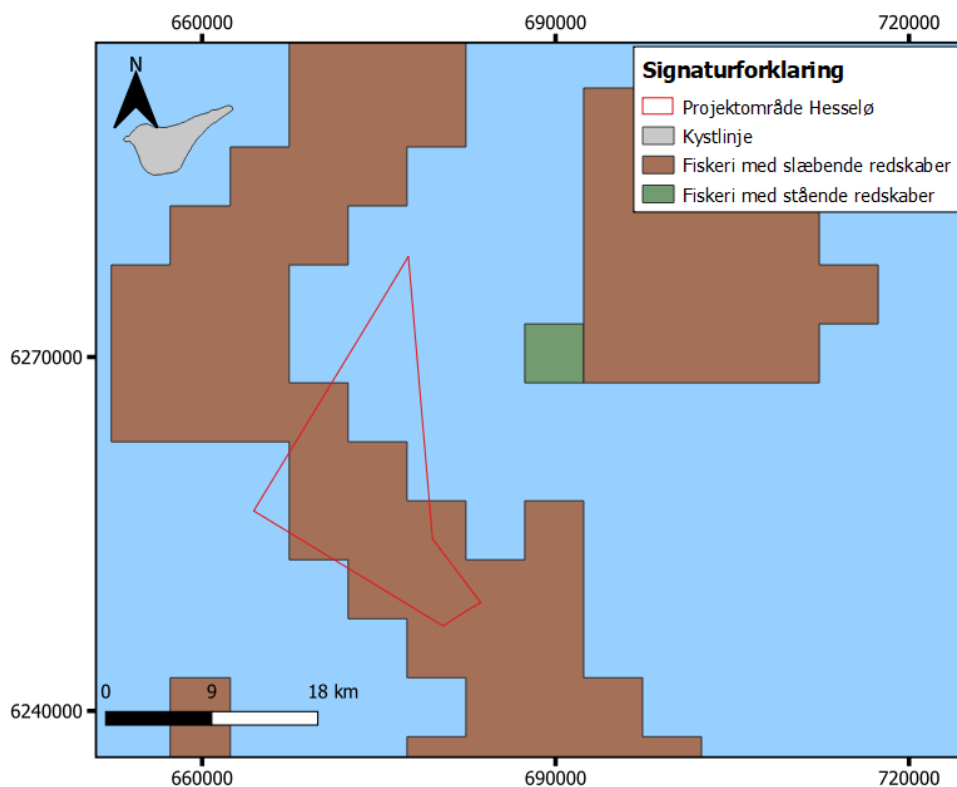 660000
690000
720000
N
Signaturforklaring
Projektområde Hesselø
Kystlinje
Fiskeri med slæbende redskaber
Fiskeri med stående redskaber
6270000
6240000
0
9
18 km
660000
690000
720000